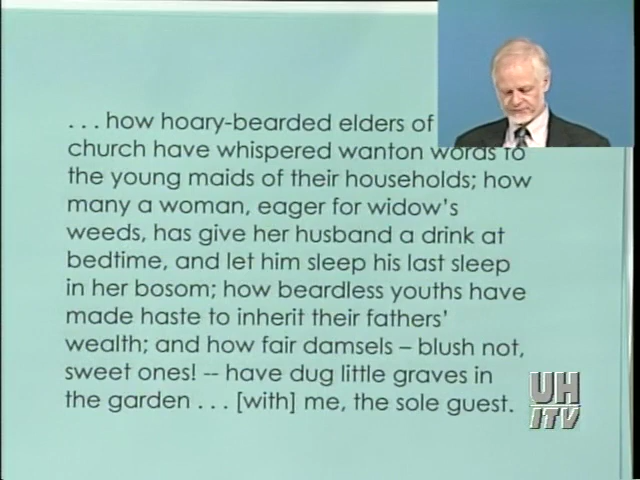 . . . how hoary-bearded elders of
church have whispered wanton words to
the young maids of their households; how
many a woman, eager for widow's
weeds, has give her husband a drink at
bedtime, and let him sleep his last sleep
in her bosom; how beardless youths have
made haste to inherit their fathers'
wealth; and how fair damsels – blush not,
sweet ones! -- have dug little graves in
the garden . . . [with] me, the sole guest.
UH
ITV